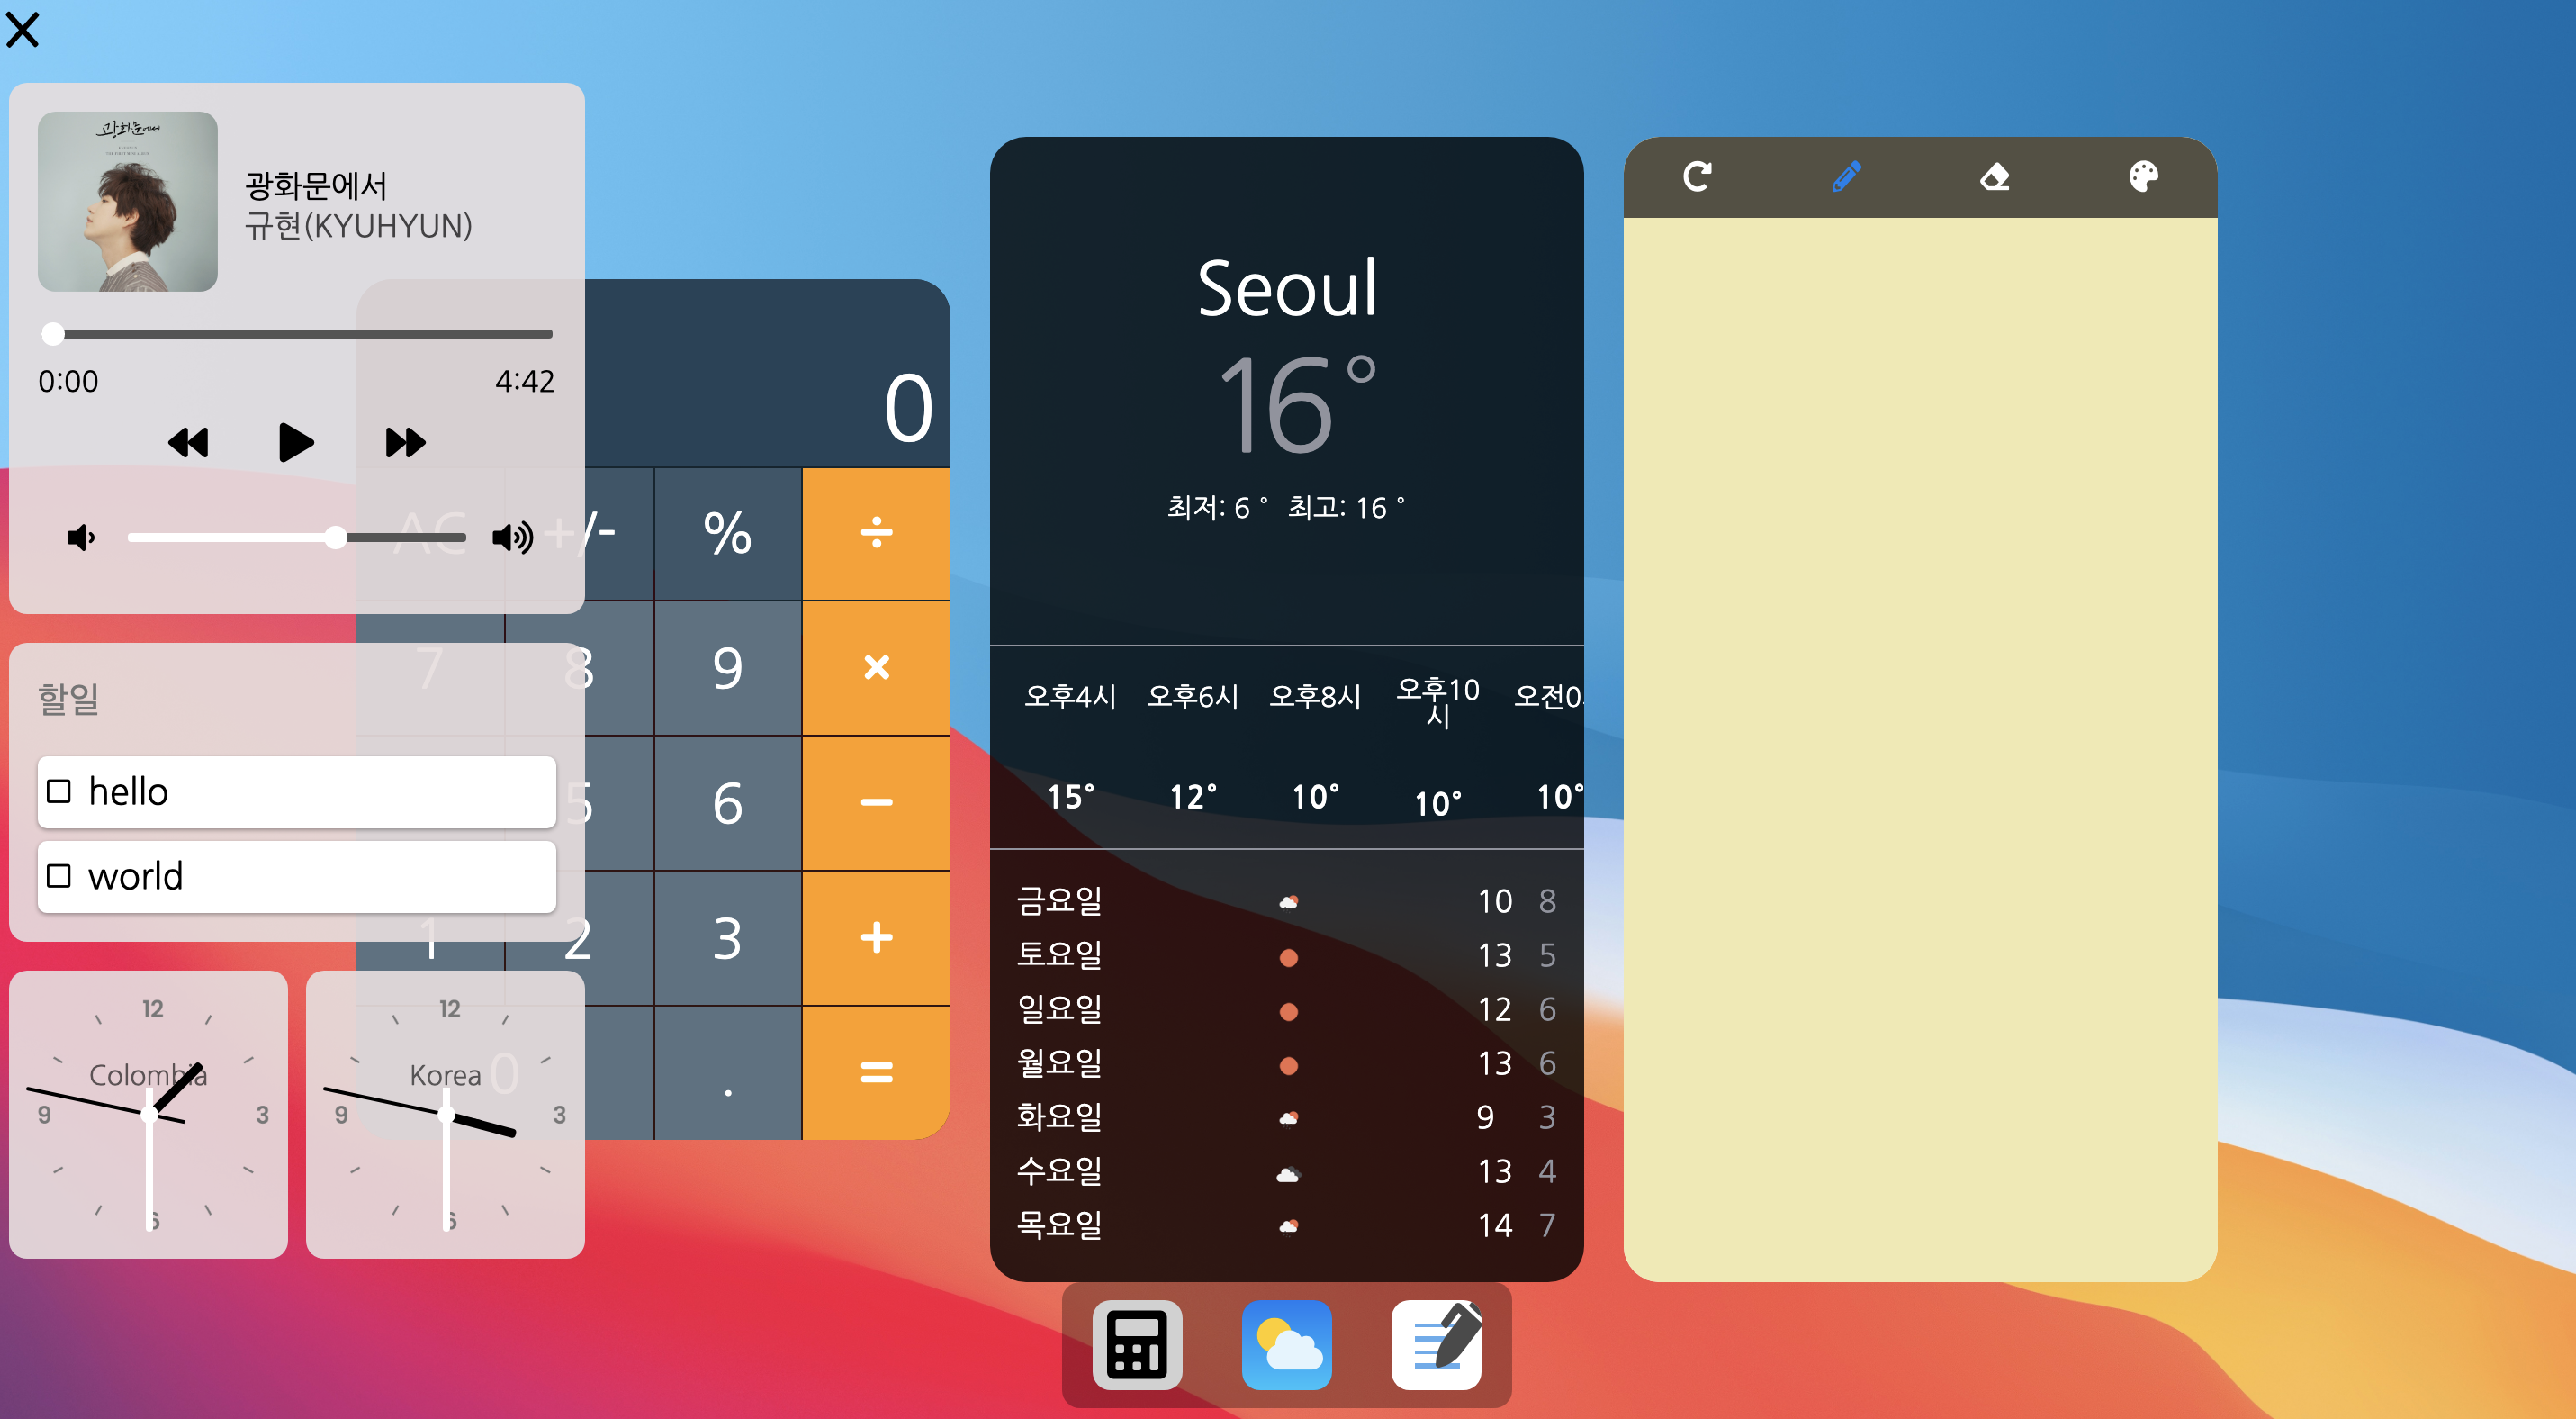 광화문에서
광화문에서
규현(KYUHYUN)
0:00
4:42
할일
hello
world
12
Colombia
9
3
6
12
Korea
9
3
6
0
AC
+/-
%
÷
7
8
9
×
5
6
−
1
2
3
+
0
.
=
Seoul
16°
최저: 6 ° 최고: 16 °
오후4시 오후6시 오후8시 오후10
시
오전0
15° 12° 10° 10° 10°
금요일 10 8
토요일 13 5
일요일 12 6
월요일 13 6
화요일 9 3
수요일 13 4
목요일 14 7